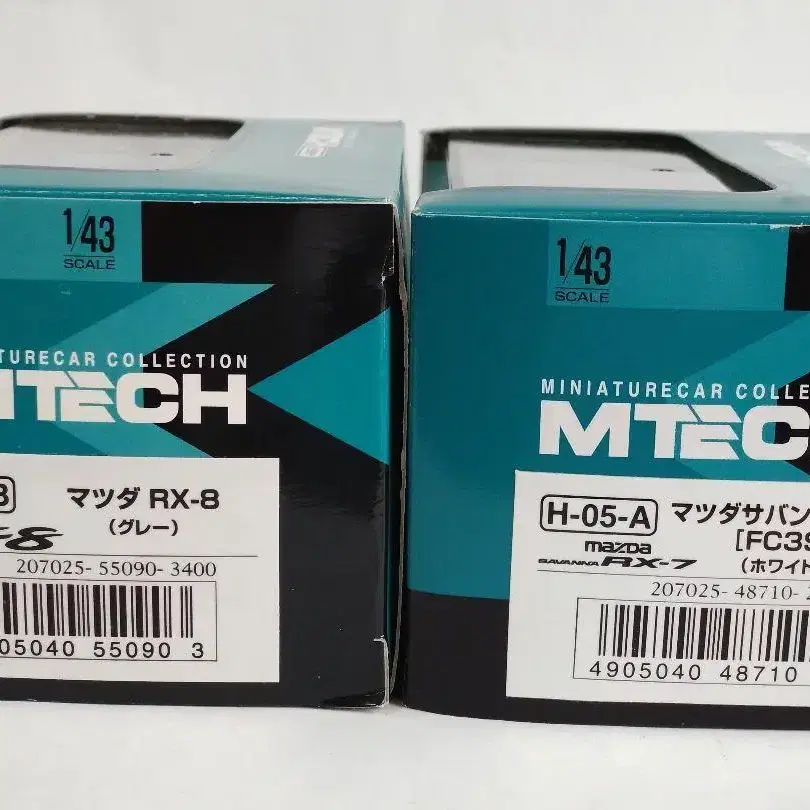 1/43
SCALE
TURECAR COLLECTION
MTECH
マツダ RX-8
(グレー)
207025-55090-3400
05040 55090 3
1/43
SCALE
MINIATURECAR COLLE
MTEC
H-05-A
マツダサバン
[FC3S
mazda
(ホワイト
SAVANNA RX-7
207025-48710-
4905040 48710